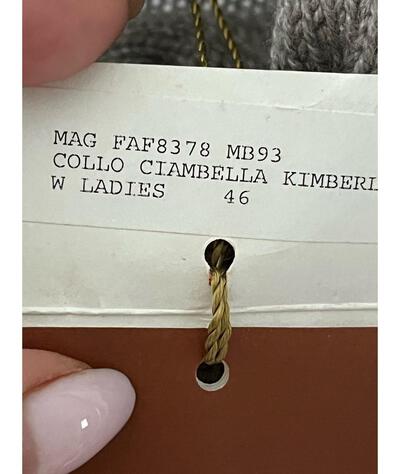 MAG FAF8378 MB93
COLLO CIAMBELLA KIMBERL
W LADIES 46